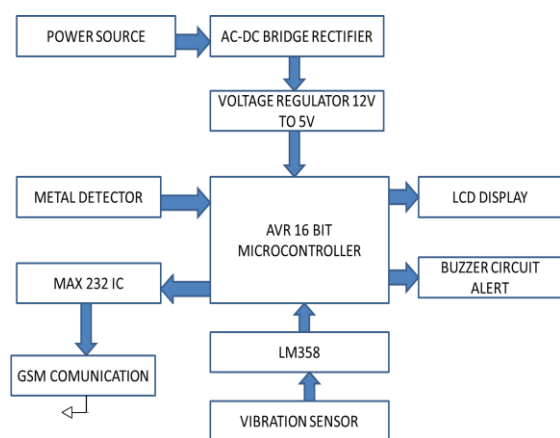 POWER SOURCE
AC-DC BRIDGE RECTIFIER
VOLTAGE REGULATOR 12V
TO 5V
METAL DETECTOR
AVR 16 BIT
MICROCONTROLLER
LCD DISPLAY
BUZZER CIRCUIT
ALERT
MAX 232 IC
GSM COMUNICATION
LM358
VIBRATION SENSOR